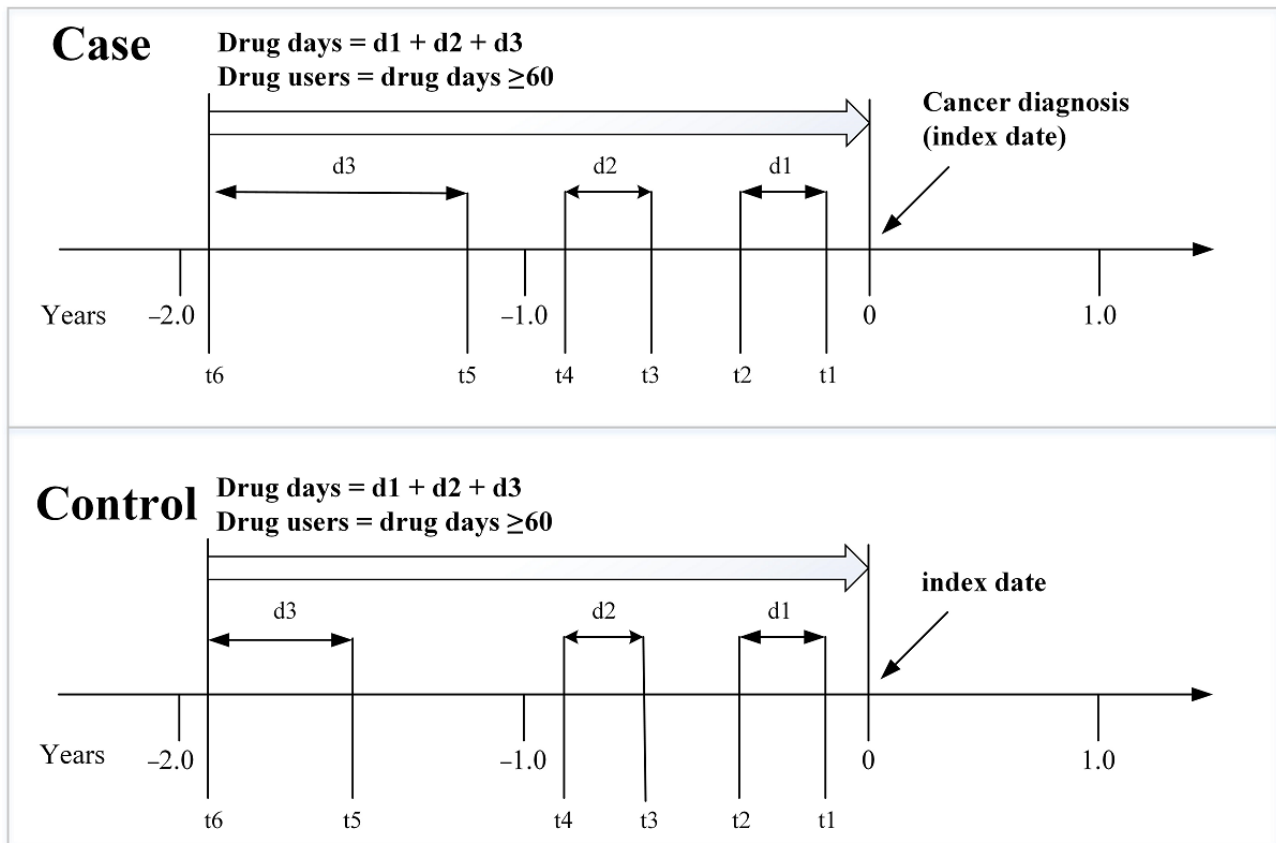 Case
Drug days = d1 + d2 + d3
Drug users = drug days ≥60
Cancer diagnosis
(index date)
d3 d2 d1
Years –2.0 –1.0 0 1.0
t6 t5 t4 t3 t2 t1
Control
Drug days = d1 + d2 + d3
Drug users = drug days ≥60
index date
d3 d2 d1
Years –2.0 –1.0 0 1.0
t6 t5 t4 t3 t2 t1